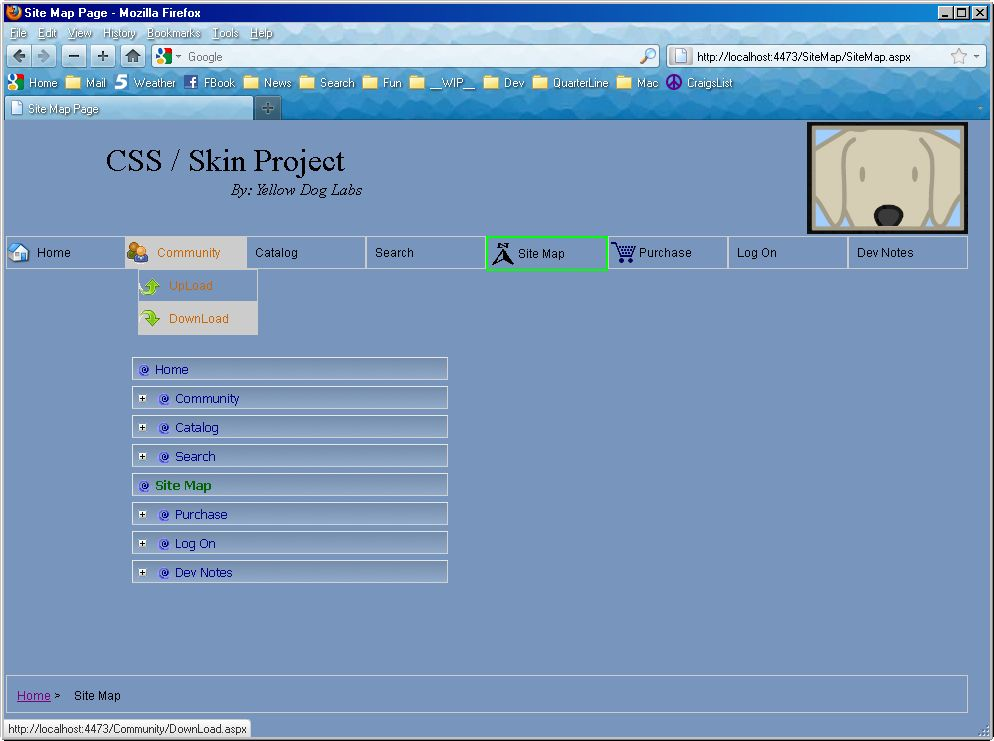 Site Map Page - Mozilla Firefox
File Edit View History Bookmarks Tools Help
Google
http://localhost:4473/SiteMap/SiteMap.aspx
Home Mail Weather FBook News Search Fun __WIP__ Dev QuarterLine Mac CraigsList
Site Map Page
CSS / Skin Project
By: Yellow Dog Labs
Home Community Catalog Search Site Map Purchase Log On Dev Notes
UpLoad
DownLoad
@ Home
+ @ Community
+ @ Catalog
+ @ Search
@ Site Map
+ @ Purchase
+ @ Log On
+ @ Dev Notes
Home > Site Map
http://localhost:4473/Community/DownLoad.aspx